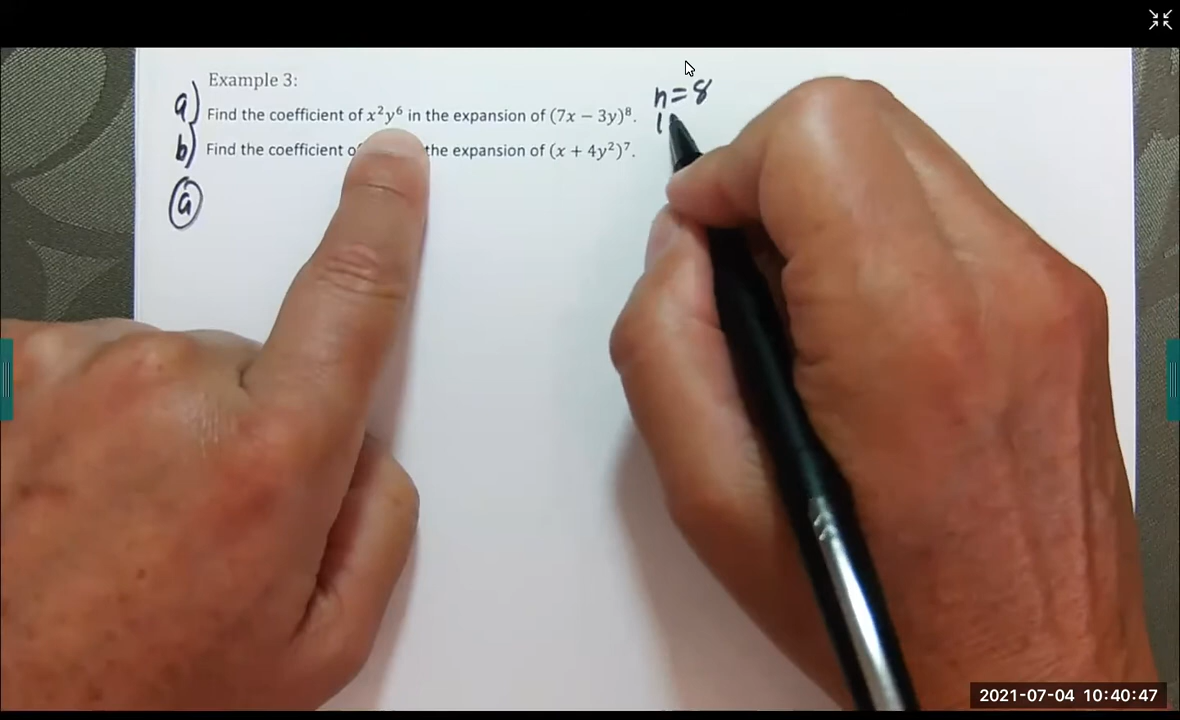 Example 3:
a) Find the coefficient of x²y⁶ in the expansion of (7x − 3y)⁸. n=8
b) Find the coefficient the expansion of (x + 4y²)⁷.
ⓐ
2021-07-04 10:40:47